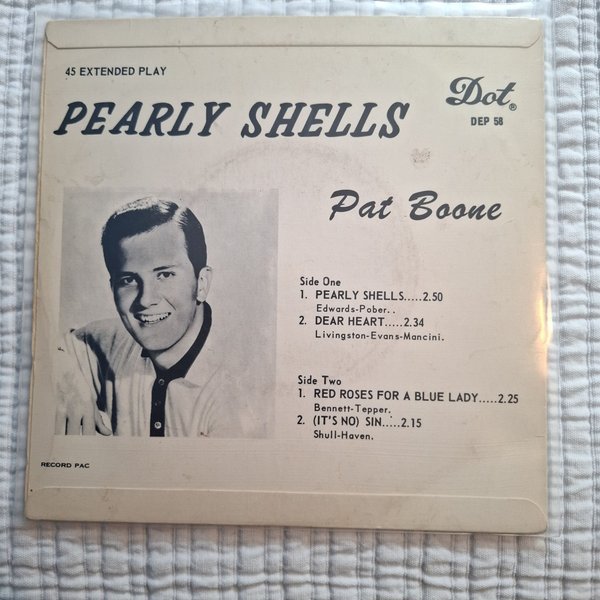 45 EXTENDED PLAY
Dot®
DEP 58
PEARLY SHELLS
Pat Boone
Side One
1. PEARLY SHELLS.....2.50
Edwards-Pober..
2. DEAR HEART.....2.34
Livingston-Evans-Mancini.
Side Two
1. RED ROSES FOR A BLUE LADY.....2.25
Bennett-Tepper.
2. (IT'S NO) SIN.....2.15
Shull-Haven.
RECORD PAC